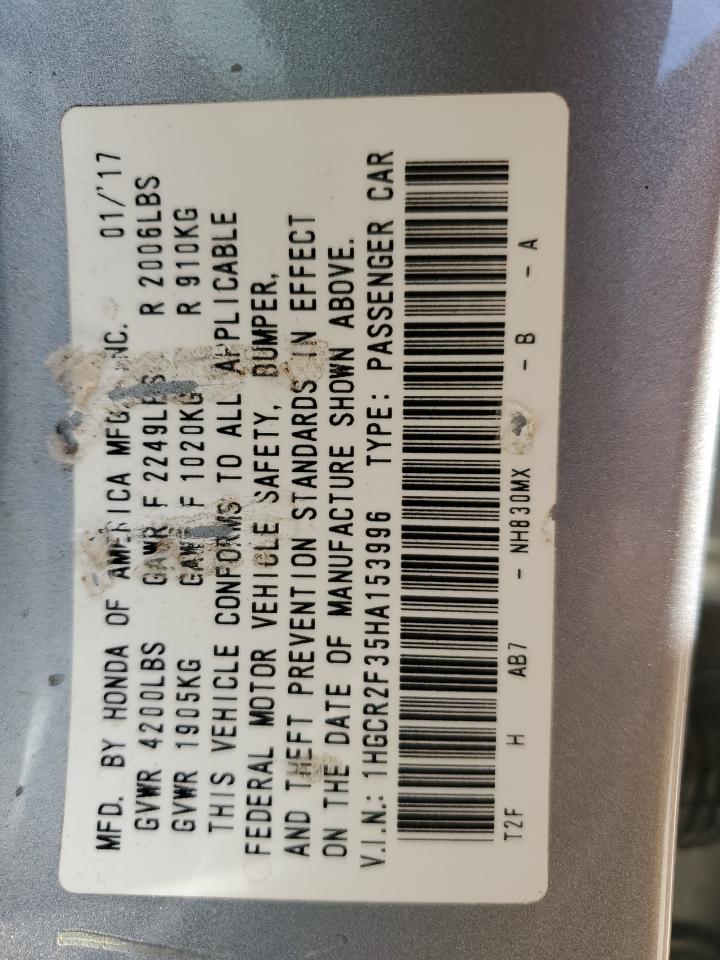 MFD. BY HONDA OF AMERICA MFG., INC. 01/'17
GVWR 4200LBS GAWR F 2249LBS R 2006LBS
GVWR 1905KG GAWR F 1020KG R 910KG
THIS VEHICLE CONFORMS TO ALL APPLICABLE
FEDERAL MOTOR VEHICLE SAFETY, BUMPER,
AND THEFT PREVENTION STANDARDS IN EFFECT
ON THE DATE OF MANUFACTURE SHOWN ABOVE.
V.I.N.: 1HGCR2F35HA153996 TYPE: PASSENGER CAR
T2F H AB7 - NH830MX - B - A